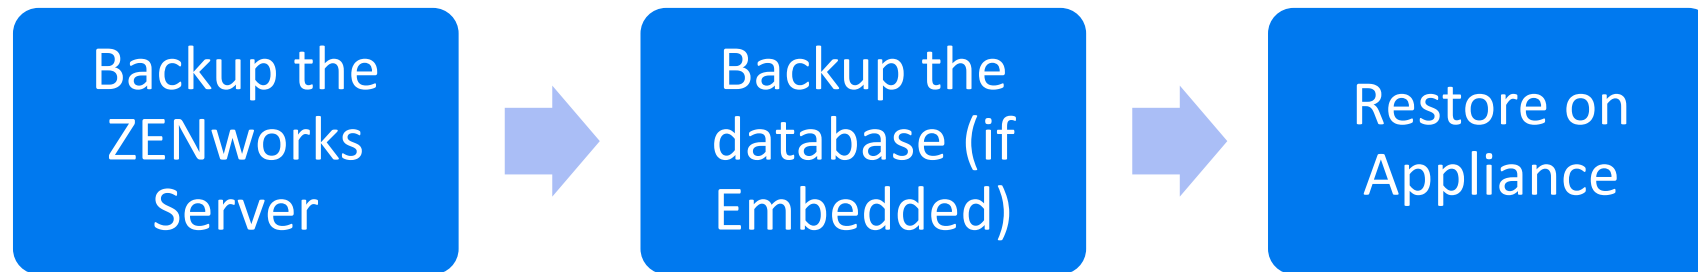 Backup the
ZENworks
Server
Backup the
database (if
Embedded)
Restore on
Appliance